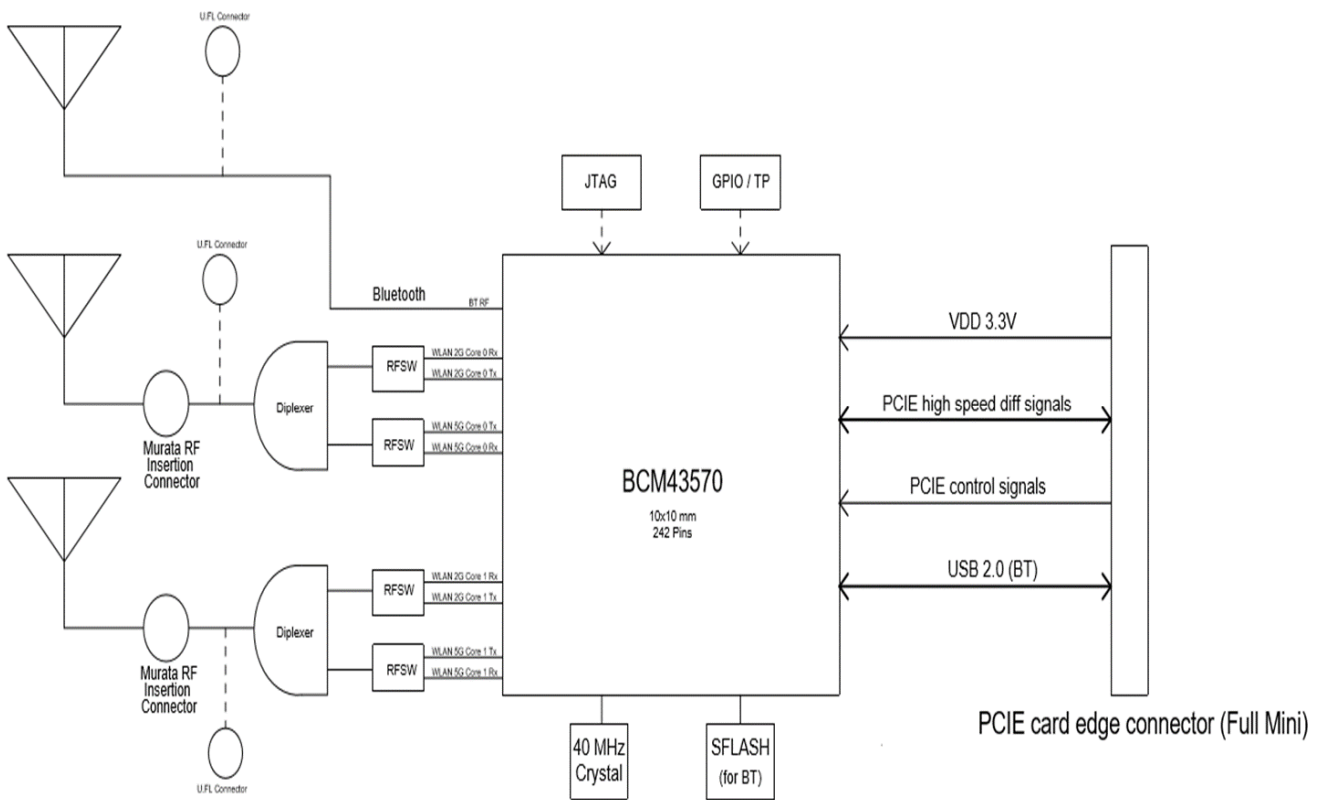 U.FL Connector
JTAG
GPIO / TP
U.FL Connector
Bluetooth
BT RF
VDD 3.3V
RFSW
WLAN 2G Core 0 Rx
WLAN 2G Core 0 Tx
Diplexer
PCIE high speed diff signals
RFSW
WLAN 5G Core 0 Tx
WLAN 5G Core 0 Rx
Murata RF
Insertion
Connector
BCM43570
10x10 mm
242 Pins
PCIE control signals
USB 2.0 (BT)
RFSW
WLAN 2G Core 1 Rx
WLAN 2G Core 1 Tx
Diplexer
RFSW
WLAN 5G Core 1 Tx
WLAN 5G Core 1 Rx
Murata RF
Insertion
Connector
PCIE card edge connector (Full Mini)
40 MHz
Crystal
SFLASH
(for BT)
U.FL Connector